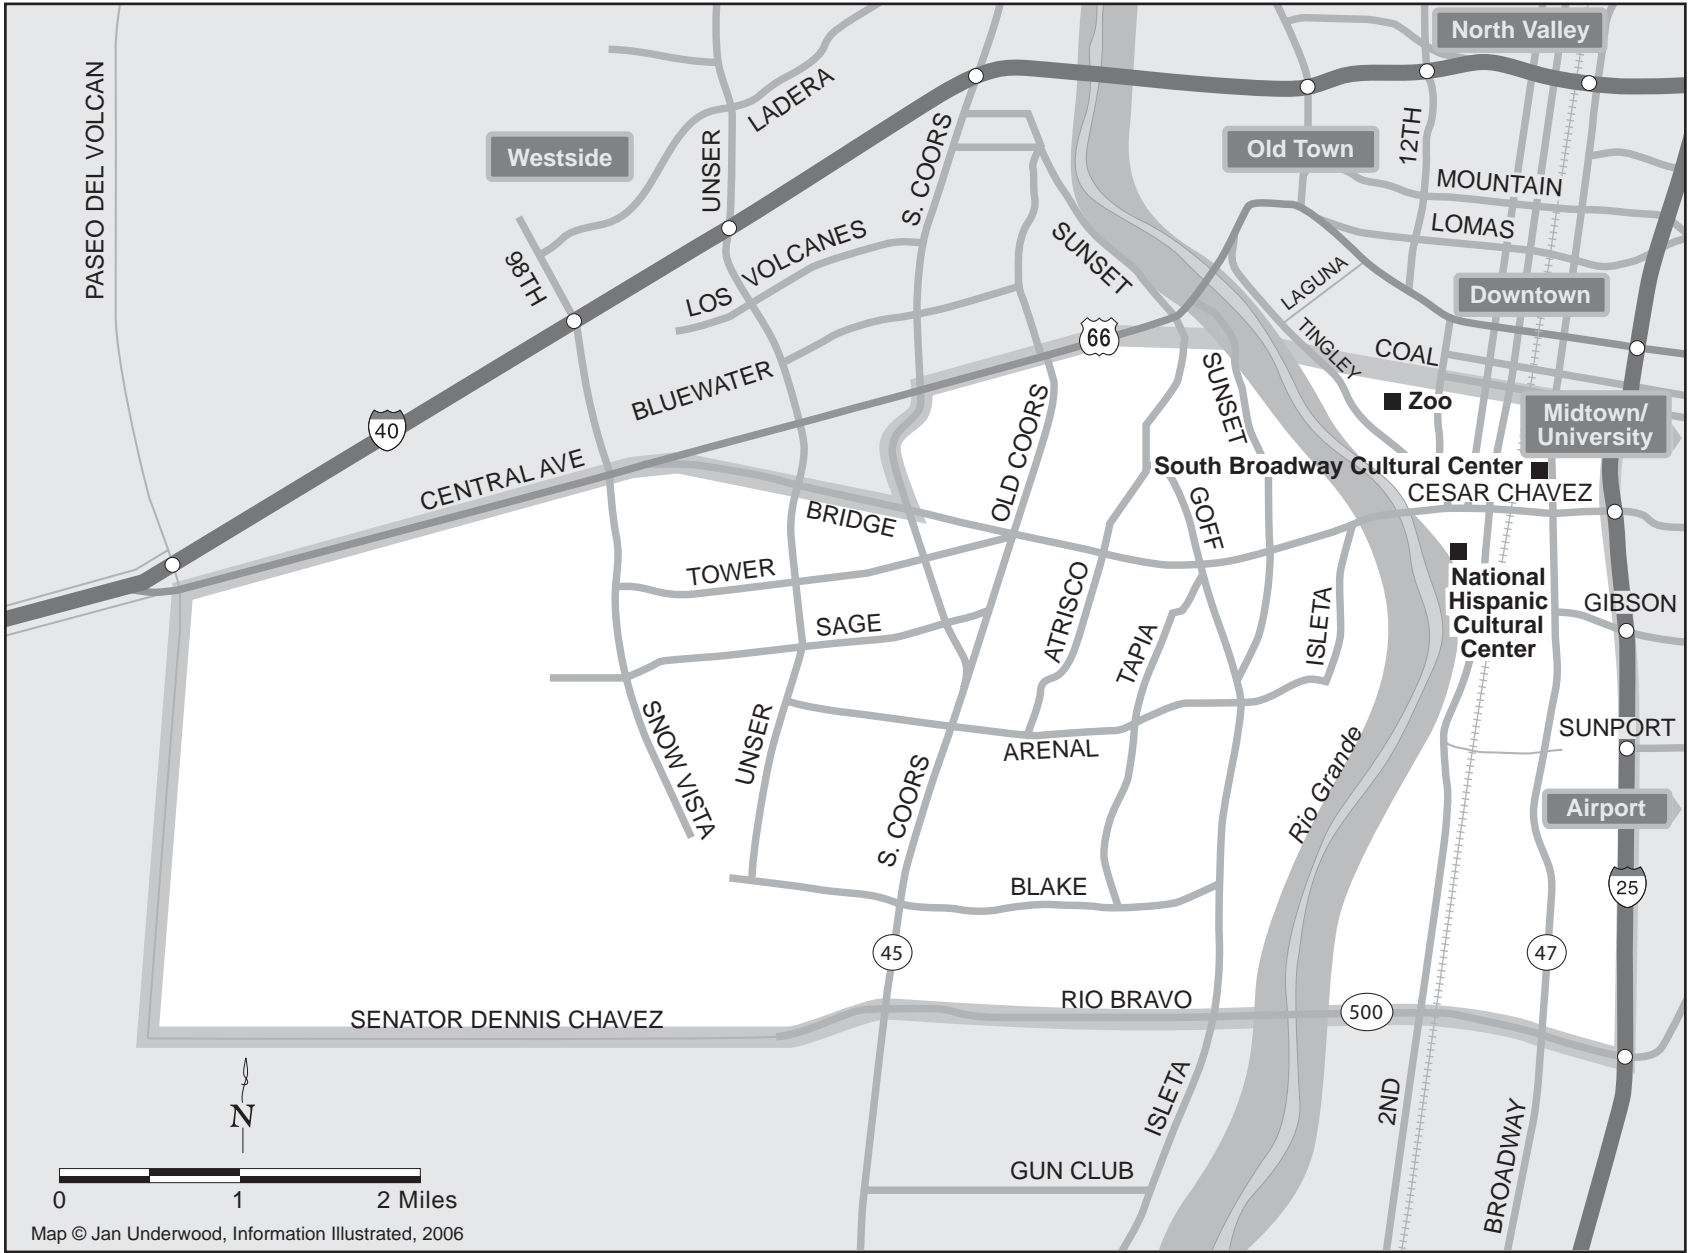 North Valley
PASEO DEL VOLCAN
LADERA
Westside
UNSER
S. COORS
Old Town
12TH
MOUNTAIN
LOMAS
98TH
LOS VOLCANES
SUNSET
LAGUNA
Downtown
66
TINGLEY
COAL
BLUEWATER
SUNSET
Zoo
40
Midtown/
University
CENTRAL AVE
OLD COORS
South Broadway Cultural Center
CESAR CHAVEZ
BRIDGE
GOFF
TOWER
ATRISCO
National
Hispanic
Cultural
Center
GIBSON
SAGE
TAPIA
ISLETA
SNOW VISTA
UNSER
ARENAL
SUNPORT
Rio Grande
S. COORS
Airport
BLAKE
25
45
47
RIO BRAVO
500
SENATOR DENNIS CHAVEZ
N
ISLETA
2ND
BROADWAY
GUN CLUB
0 1 2 Miles
Map © Jan Underwood, Information Illustrated, 2006